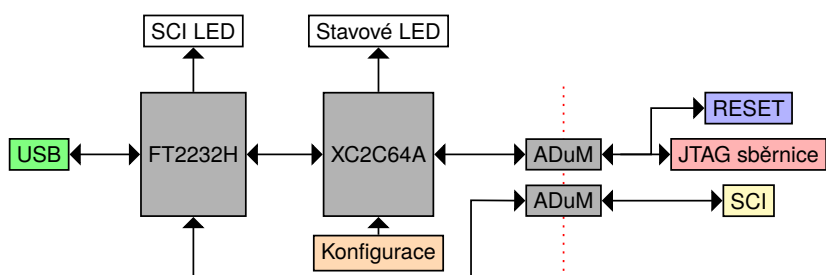 SCI LED
Stavové LED
RESET
USB
FT2232H
XC2C64A
ADuM
JTAG sběrnice
ADuM
SCI
Konfigurace